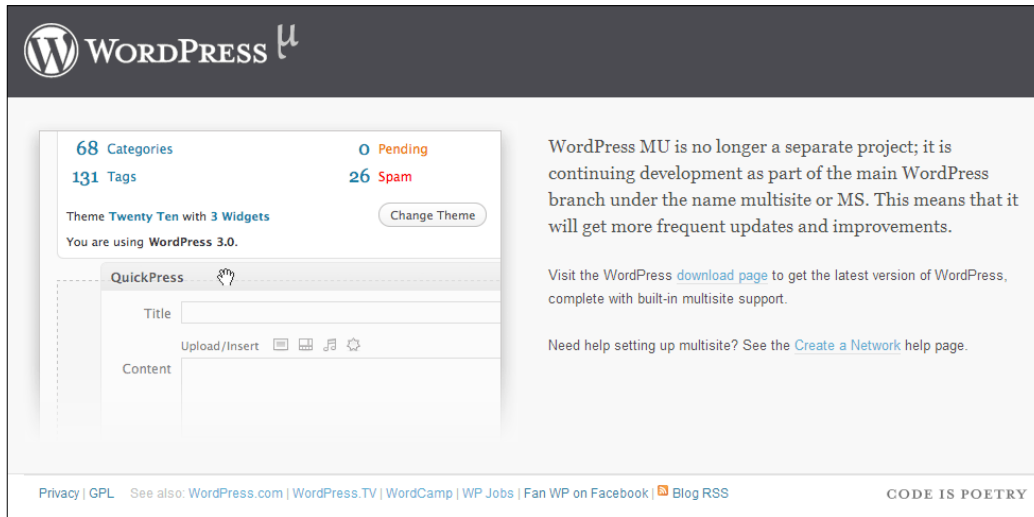 WORDPRESS μ
68 Categories 0 Pending
131 Tags 26 Spam
Theme Twenty Ten with 3 Widgets Change Theme
You are using WordPress 3.0.
QuickPress
Title
Upload/Insert
Content
WordPress MU is no longer a separate project; it is
continuing development as part of the main WordPress
branch under the name multisite or MS. This means that it
will get more frequent updates and improvements.
Visit the WordPress download page to get the latest version of WordPress,
complete with built-in multisite support.
Need help setting up multisite? See the Create a Network help page.
Privacy | GPL See also: WordPress.com | WordPress.TV | WordCamp | WP Jobs | Fan WP on Facebook | Blog RSS
CODE IS POETRY